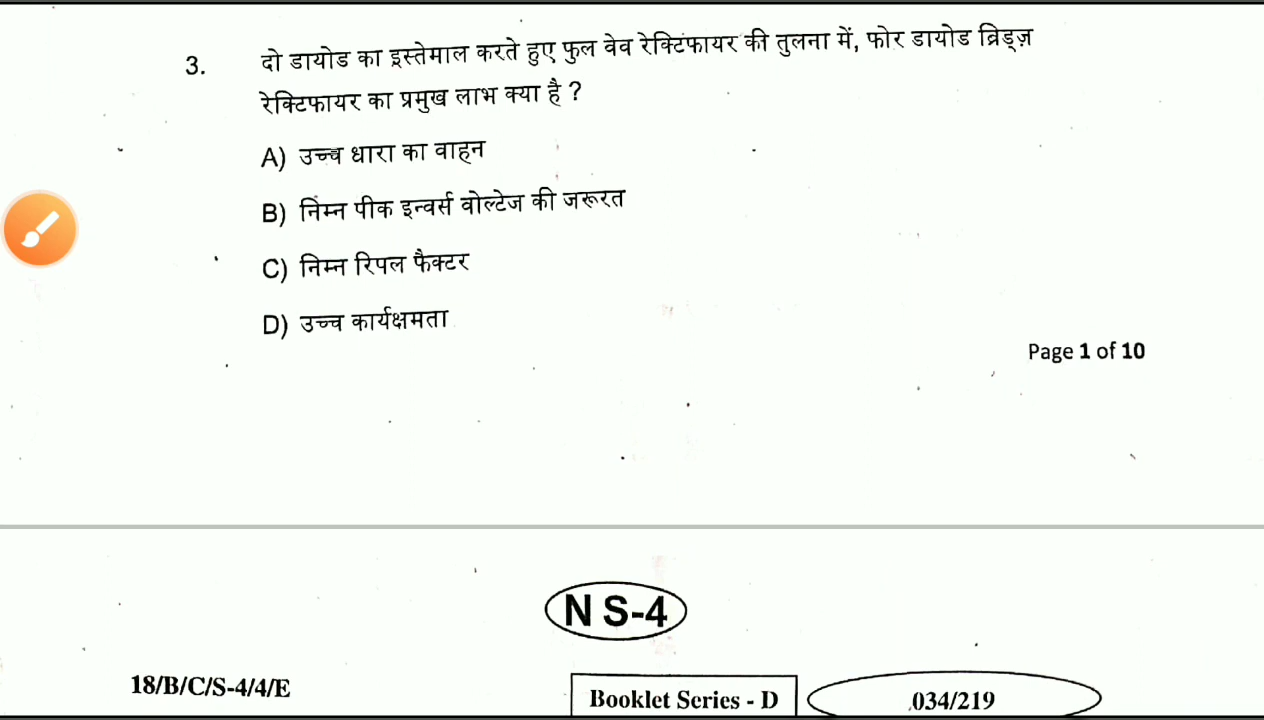 3. दो डायोड का इस्तेमाल करते हुए फुल वेव रेक्टिफायर की तुलना में, फोर डायोड ब्रिड्ज़
रेक्टिफायर का प्रमुख लाभ क्या है ?
A) उच्च धारा का वाहन
B) निम्न पीक इन्वर्स वोल्टेज की जरूरत
C) निम्न रिपल फैक्टर
D) उच्च कार्यक्षमता
Page 1 of 10
N S-4
18/B/C/S-4/4/E
Booklet Series - D
034/219